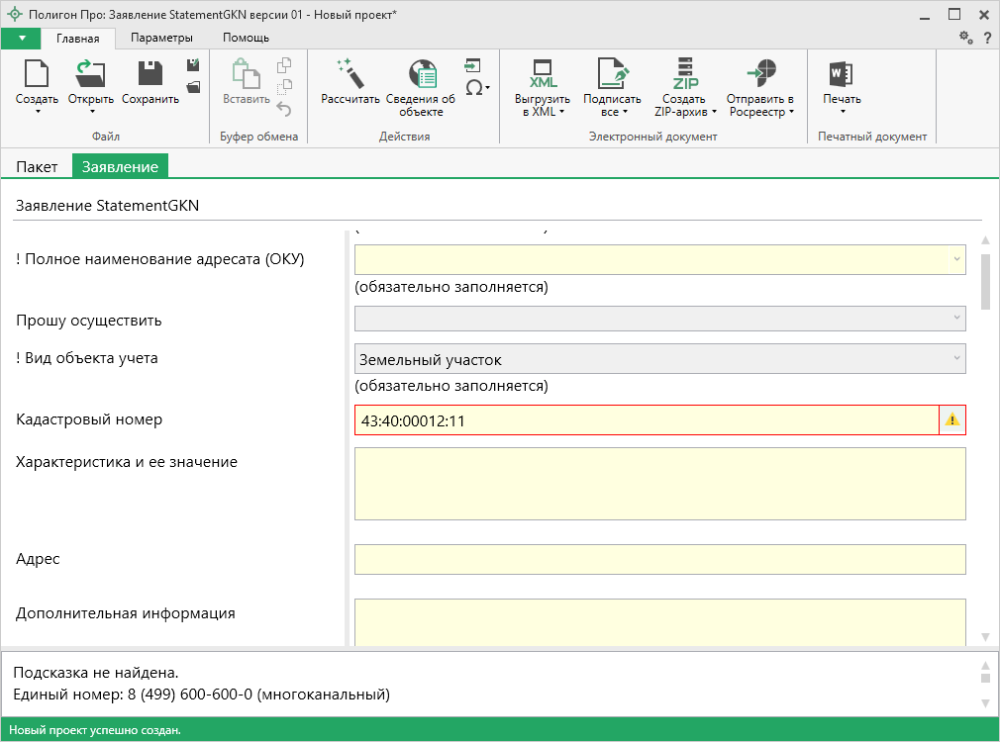 Полигон Про: Заявление StatementGKN версии 01 - Новый проект*
Главная Параметры Помощь ?
Создать Открыть Сохранить
Файл
Вставить
Буфер обмена
Рассчитать Сведения об объекте
Действия
XML
Выгрузить в XML
Подписать все
ZIP
Создать ZIP-архив
Отправить в Росреестр
Электронный документ
W
Печать
Печатный документ
Пакет Заявление
Заявление StatementGKN
! Полное наименование адресата (ОКУ)
(обязательно заполняется)
Прошу осуществить
! Вид объекта учета Земельный участок
(обязательно заполняется)
Кадастровый номер 43:40:00012:11
Характеристика и ее значение
Адрес
Дополнительная информация
Подсказка не найдена.
Единый номер: 8 (499) 600-600-0 (многоканальный)
Новый проект успешно создан.